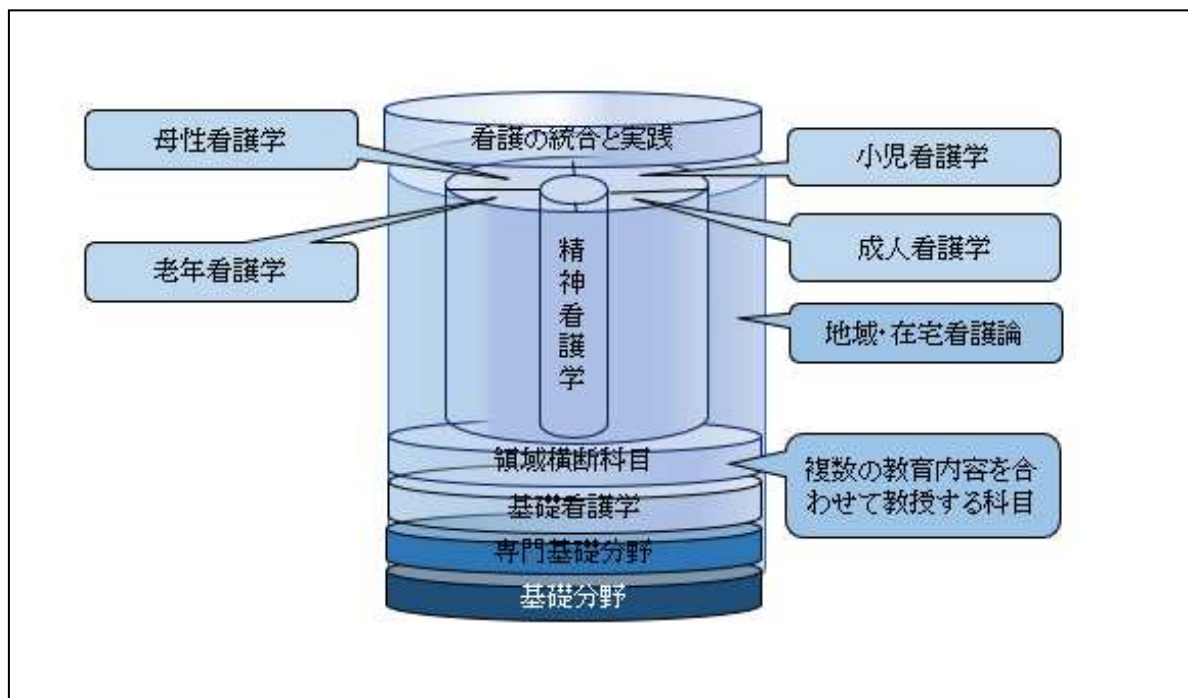 看護の統合と実践
母性看護学
小児看護学
老年看護学
成人看護学
精神看護学
地域・在宅看護論
領域横断科目
複数の教育内容を合
わせて教授する科目
基礎看護学
専門基礎分野
基礎分野